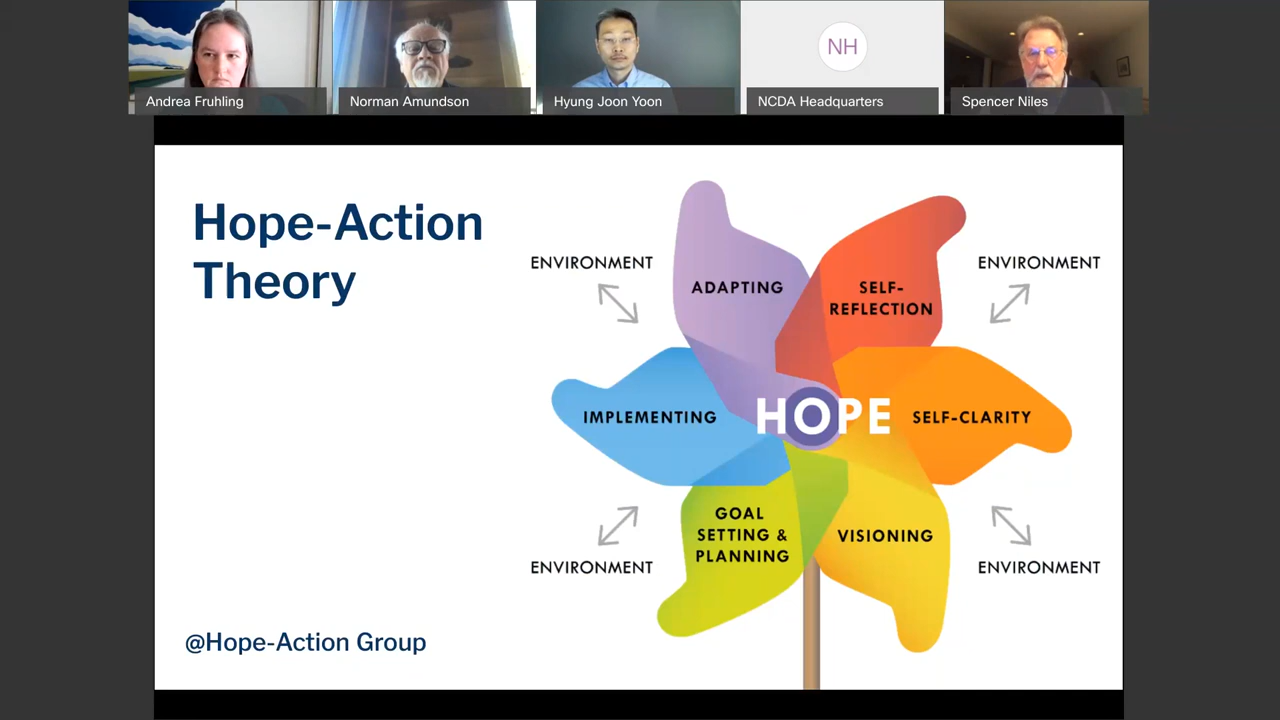 Andrea Fruhling
Norman Amundson
Hyung Joon Yoon
NH
NCDA Headquarters
Spencer Niles
Hope-Action
Theory
ENVIRONMENT
ENVIRONMENT
ADAPTING
SELF-
REFLECTION
IMPLEMENTING
HOPE
SELF-CLARITY
GOAL
SETTING &
PLANNING
VISIONING
ENVIRONMENT
ENVIRONMENT
@Hope-Action Group